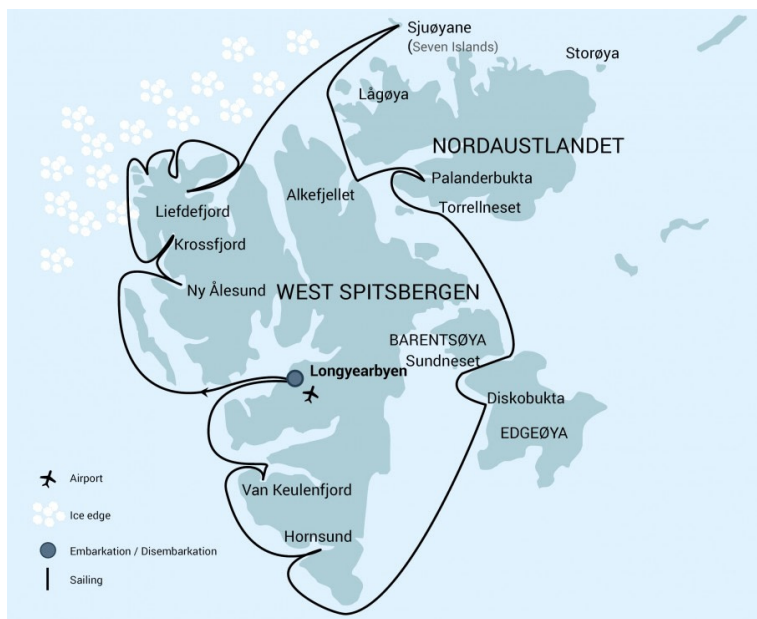 Sjuøyane
(Seven Islands)
Storøya
Lågøya
NORDAUSTLANDET
Palanderbukta
Alkefjellet
Liefdefjord
Torrellneset
Krossfjord
Ny Ålesund
WEST SPITSBERGEN
BARENTSØYA
Sundneset
Longyearbyen
Diskobukta
EDGEØYA
Airport
Van Keulenfjord
Ice edge
Hornsund
Embarkation / Disembarkation
Sailing